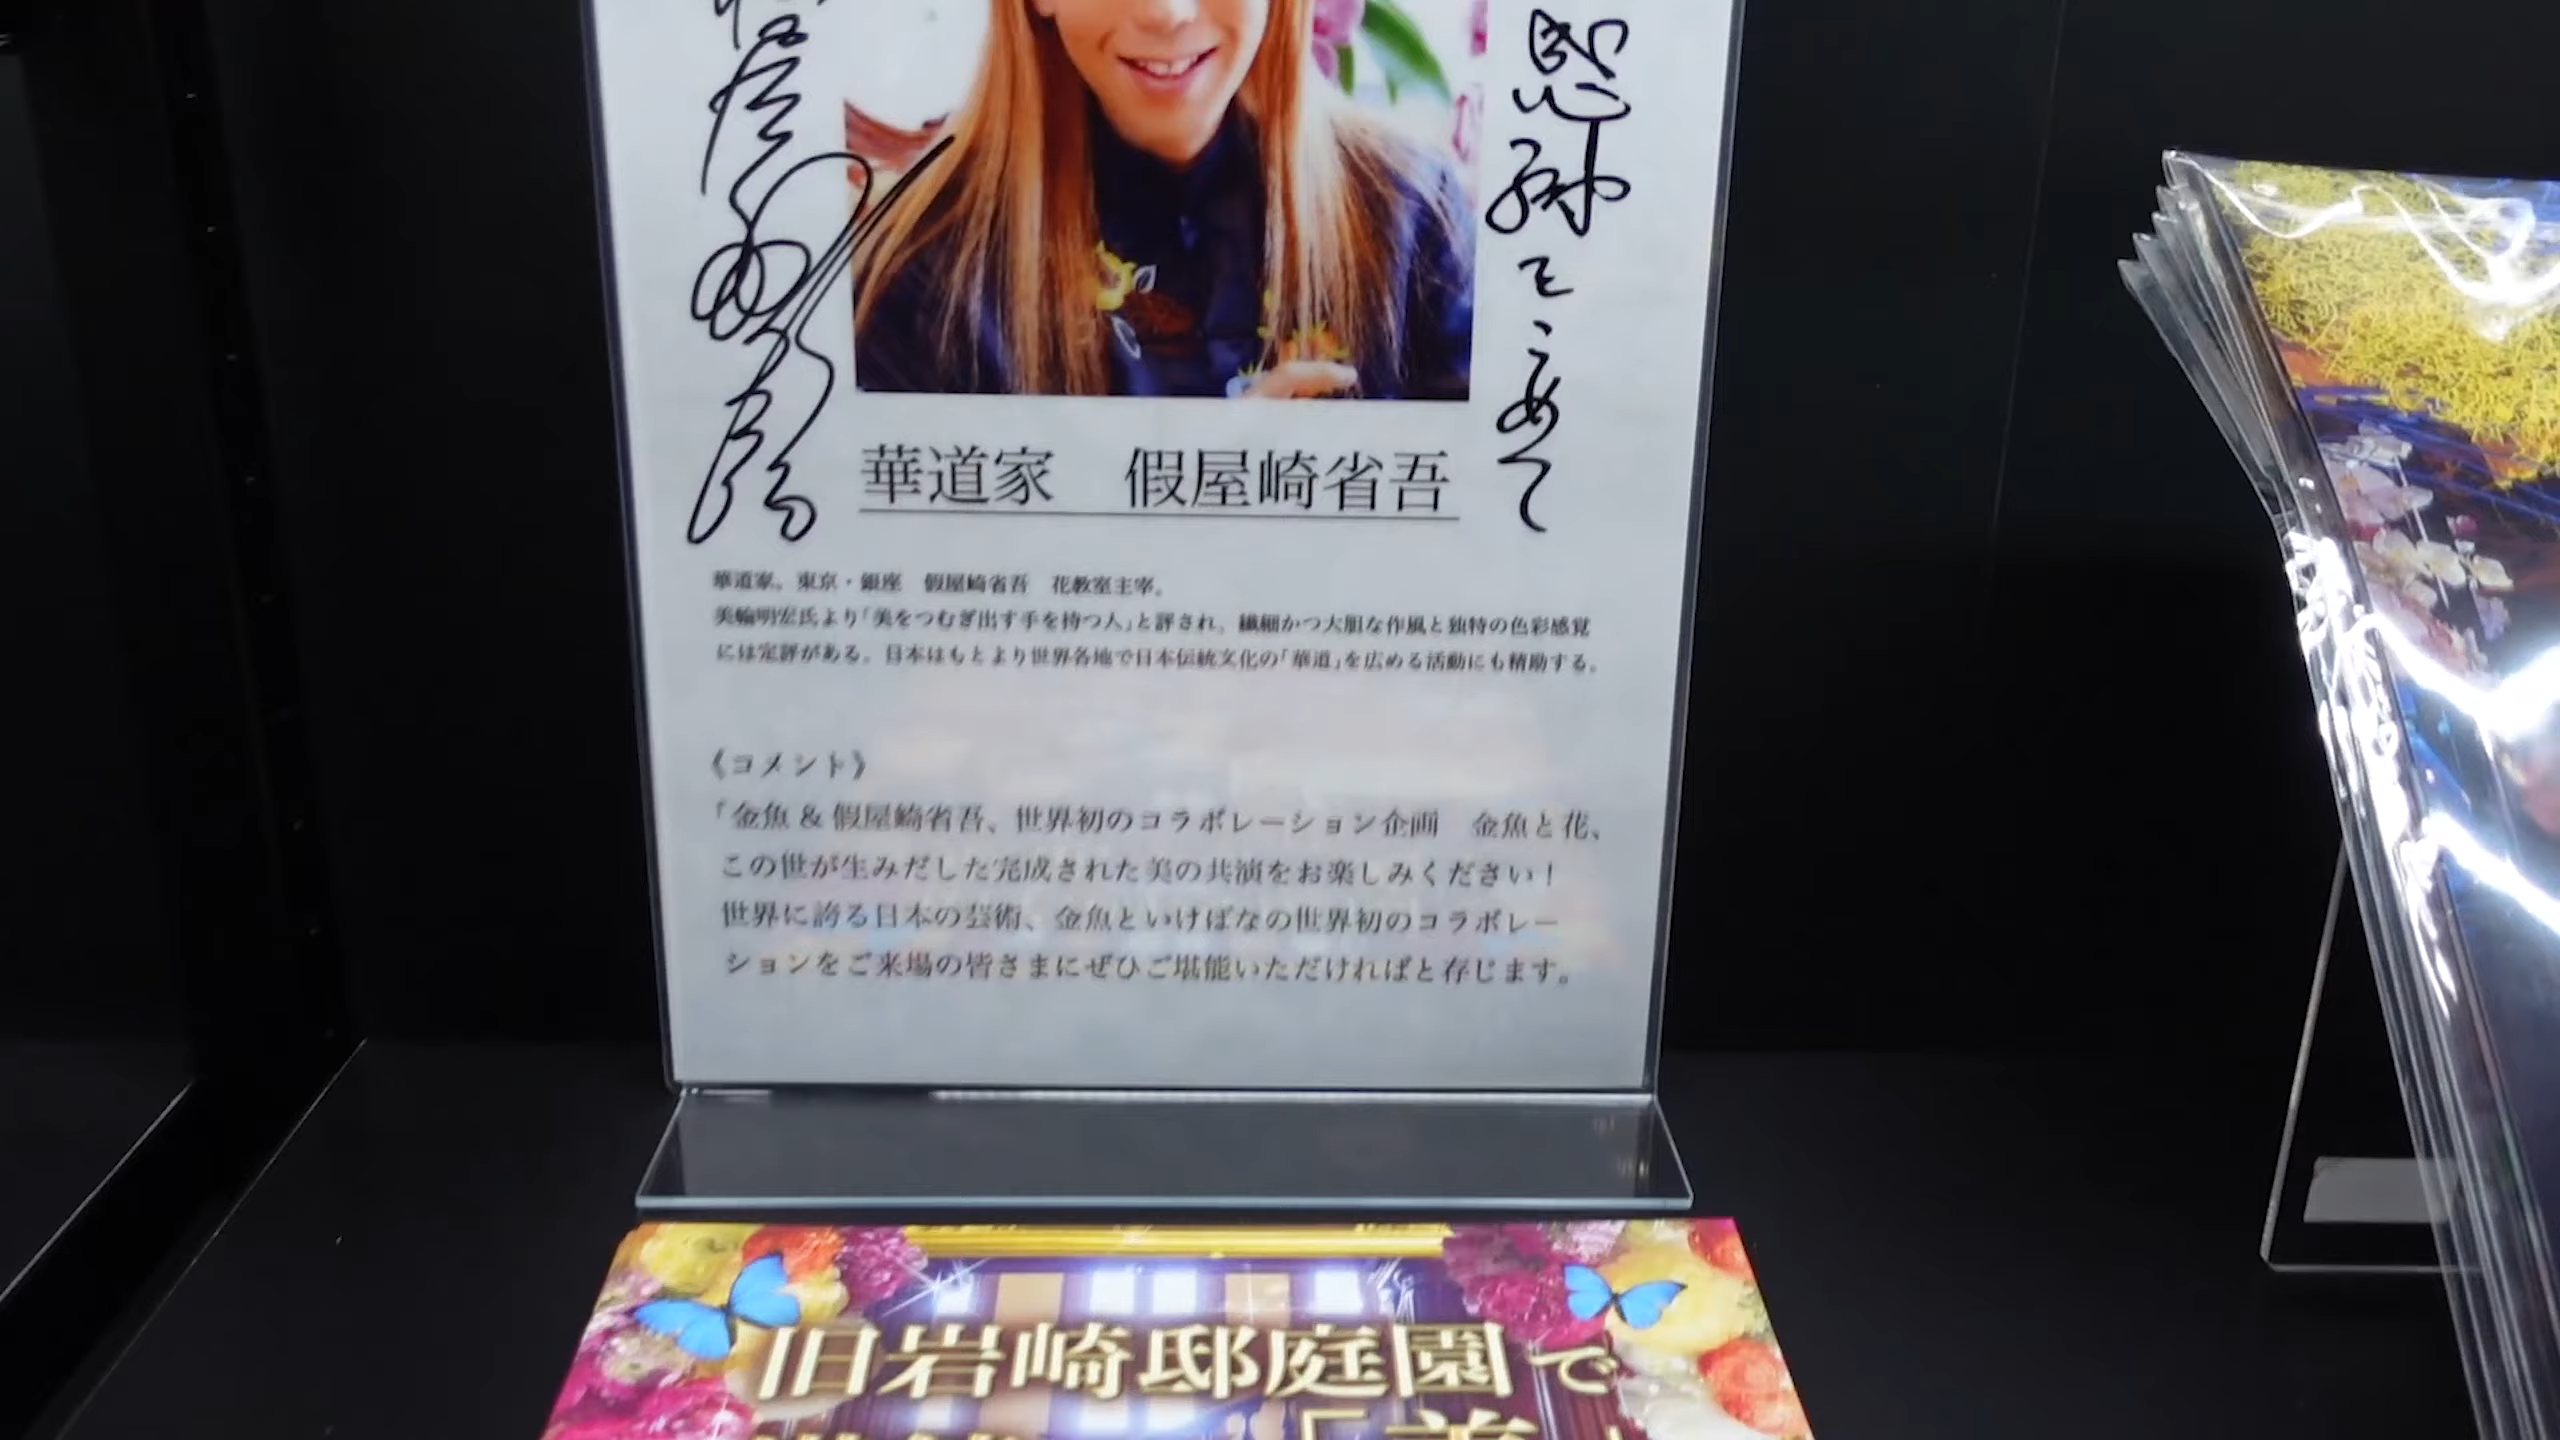 感謝をこめて
華道家　假屋崎省吾
華道家。東京・銀座　假屋崎省吾　花教室主宰。
美輪明宏氏より「美をつむぎ出す手を持つ人」と評され、繊細かつ大胆な作風と独特の色彩感覚
には定評がある。日本はもとより世界各地で日本伝統文化の「華道」を広める活動にも精励する。
《コメント》
「金魚 & 假屋崎省吾、世界初のコラボレーション企画　金魚と花、
この世が生みだした完成された美の共演をお楽しみください！
世界に誇る日本の芸術、金魚といけばなの世界初のコラボレー
ションをご来場の皆さまにぜひご堪能いただければと存じます。
旧岩崎邸庭園で